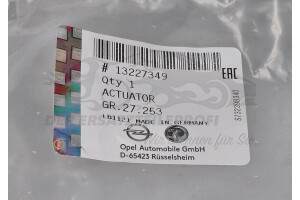 # 13227349
Qty 1
ACTUATOR
GR.27.253
MADE IN GERMANY
Opel Automobile GmbH
D-65423 Rüsselsheim
EAC